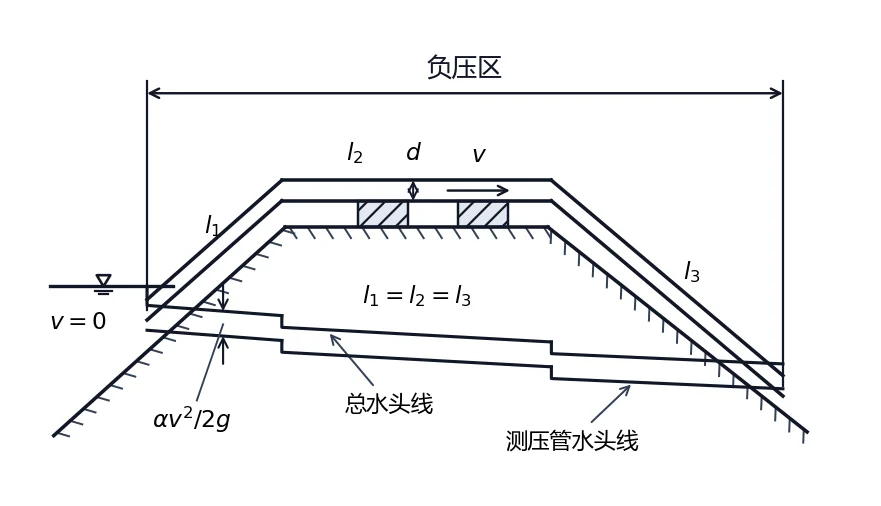 负压区
l₂ d v
l₁
l₃
l₁ = l₂ = l₃
v = 0
总水头线
αv²/2g
测压管水头线